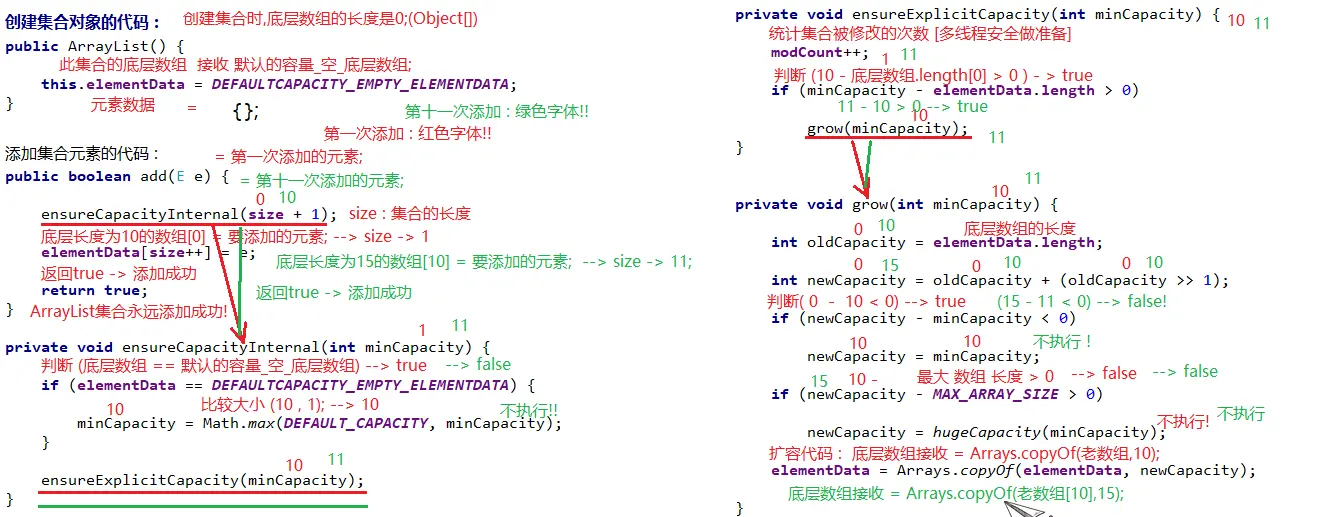 创建集合对象的代码： 创建集合时,底层数组的长度是0;(Object[])
public ArrayList() {
此集合的底层数组 接收 默认的容量_空_底层数组;
this.elementData = DEFAULTCAPACITY_EMPTY_ELEMENTDATA;
} 元素数据 = {}; 第十一次添加 : 绿色字体!!
第一次添加 : 红色字体!!
添加集合元素的代码： = 第一次添加的元素;
public boolean add(E e) { = 第十一次添加的元素;
0 10
ensureCapacityInternal(size + 1); size : 集合的长度
底层长度为10的数组[0] = 要添加的元素; --> size -> 1
elementData[size++] = e;
底层长度为15的数组[10] = 要添加的元素; --> size -> 11;
返回true -> 添加成功
return true; 返回true -> 添加成功
} ArrayList集合永远添加成功!
1 11
private void ensureCapacityInternal(int minCapacity) {
判断 (底层数组 == 默认的容量_空_底层数组) --> true --> false
if (elementData == DEFAULTCAPACITY_EMPTY_ELEMENTDATA) {
10 比较大小 (10 , 1); --> 10 不执行!!
minCapacity = Math.max(DEFAULT_CAPACITY, minCapacity);
}
10 11
ensureExplicitCapacity(minCapacity);
}
private void ensureExplicitCapacity(int minCapacity) { 10 11
统计集合被修改的次数 [多线程安全做准备]
modCount++; 1 11
判断 (10 - 底层数组.length[0] > 0 ) - > true
if (minCapacity - elementData.length > 0)
11 - 10 > 0 --> true
10
grow(minCapacity);
11
}
11
10
private void grow(int minCapacity) {
0 10 底层数组的长度
int oldCapacity = elementData.length;
0 15 0 10 0 10
int newCapacity = oldCapacity + (oldCapacity >> 1);
判断( 0 - 10 < 0) --> true (15 - 11 < 0) --> false!
if (newCapacity - minCapacity < 0)
10 10 不执行 !
newCapacity = minCapacity;
15 10 - 最大 数组 长度 > 0 --> false --> false
if (newCapacity - MAX_ARRAY_SIZE > 0)
不执行! 不执行
newCapacity = hugeCapacity(minCapacity);
扩容代码 : 底层数组接收 = Arrays.copyOf(老数组,10);
elementData = Arrays.copyOf(elementData, newCapacity);
底层数组接收 = Arrays.copyOf(老数组[10],15);
}